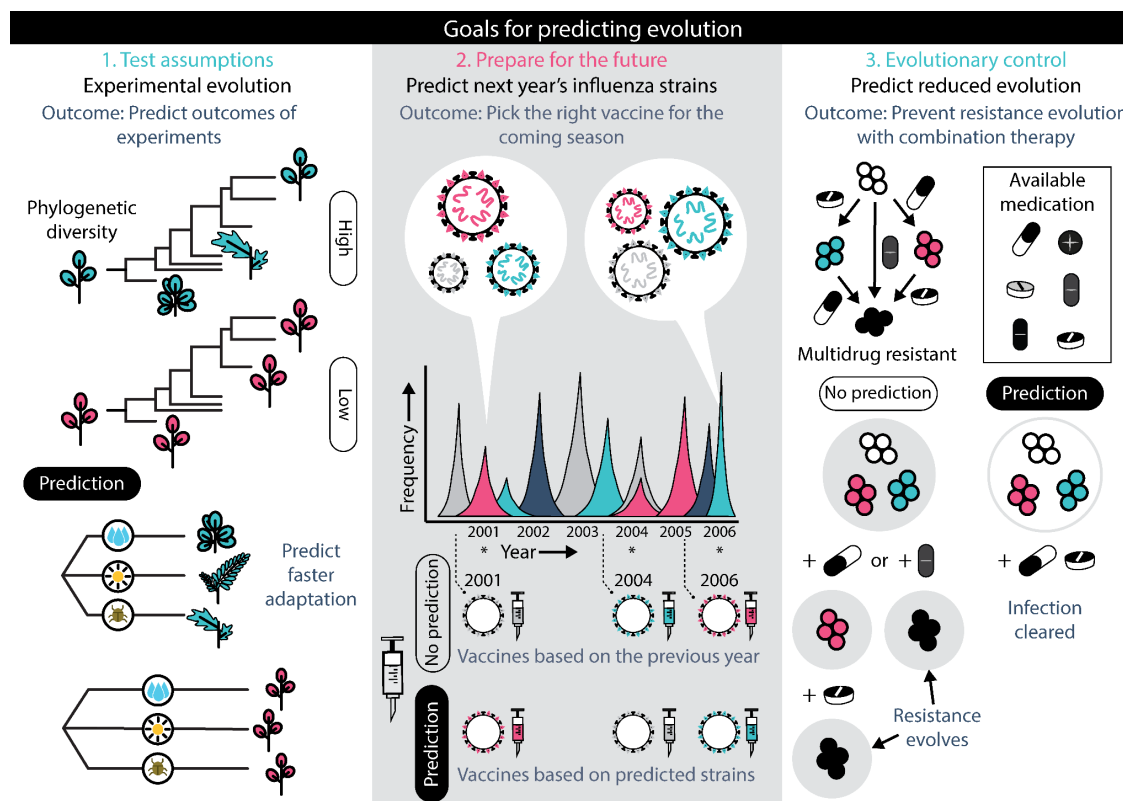 Goals for predicting evolution
1. Test assumptions
Experimental evolution
Outcome: Predict outcomes of
experiments
Phylogenetic
diversity
High
Low
Prediction
Predict
faster
adaptation
2. Prepare for the future
Predict next year's influenza strains
Outcome: Pick the right vaccine for the
coming season
Frequency
2001 2002 2003 2004 2005 2006
* Year * *
No prediction
2001 2004 2006
Vaccines based on the previous year
Prediction
Vaccines based on predicted strains
3. Evolutionary control
Predict reduced evolution
Outcome: Prevent resistance evolution
with combination therapy
Available
medication
Multidrug resistant
No prediction
Prediction
+ or +
+
Infection
cleared
+
Resistance
evolves